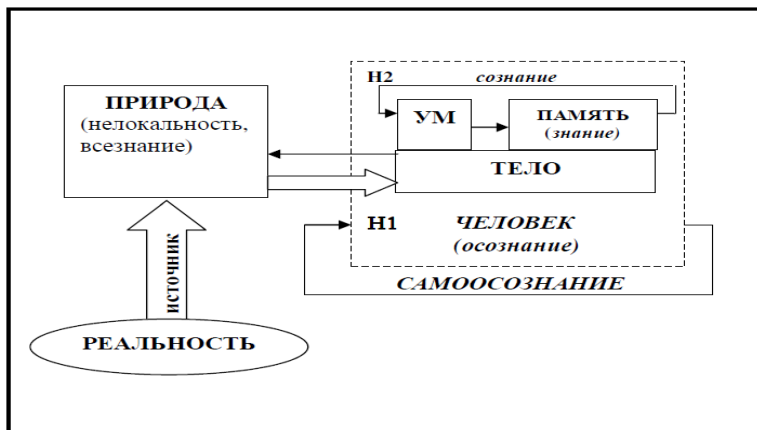 ПРИРОДА
(нелокальность,
всезнание)
источник
РЕАЛЬНОСТЬ
Н2 сознание
УМ
ПАМЯТЬ
(знание)
ТЕЛО
Н1 ЧЕЛОВЕК
(осознание)
САМООСОЗНАНИЕ